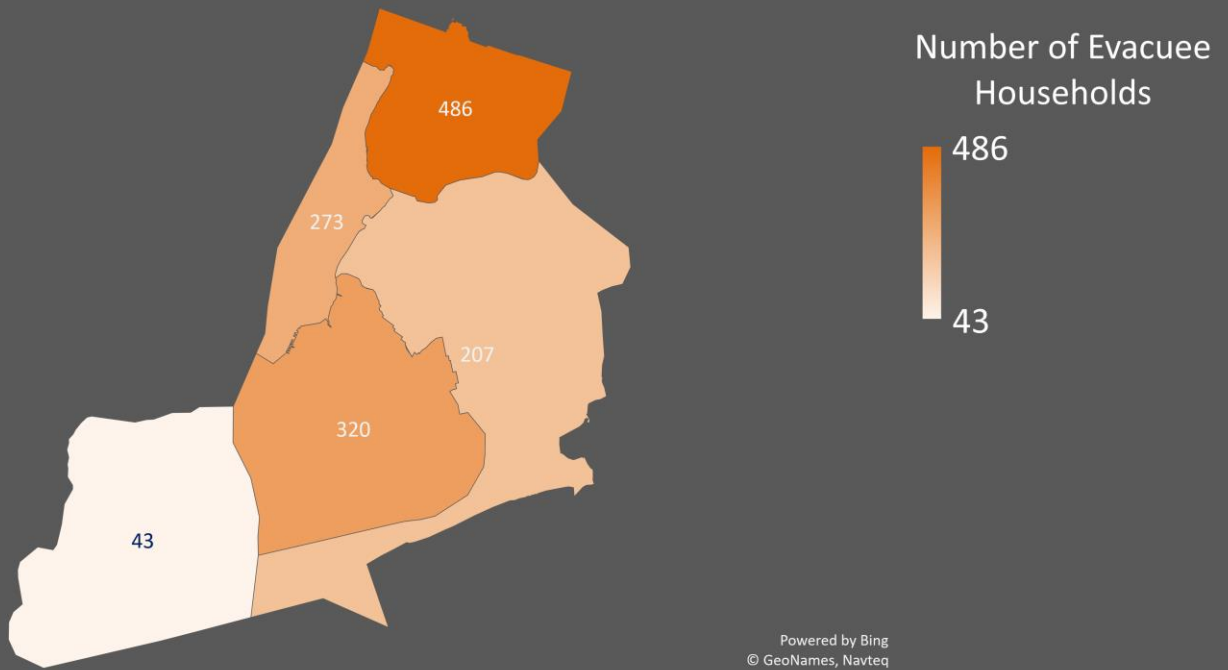 Number of Evacuee
Households
486
43
486
273
207
320
43
Powered by Bing
© GeoNames, Navteq